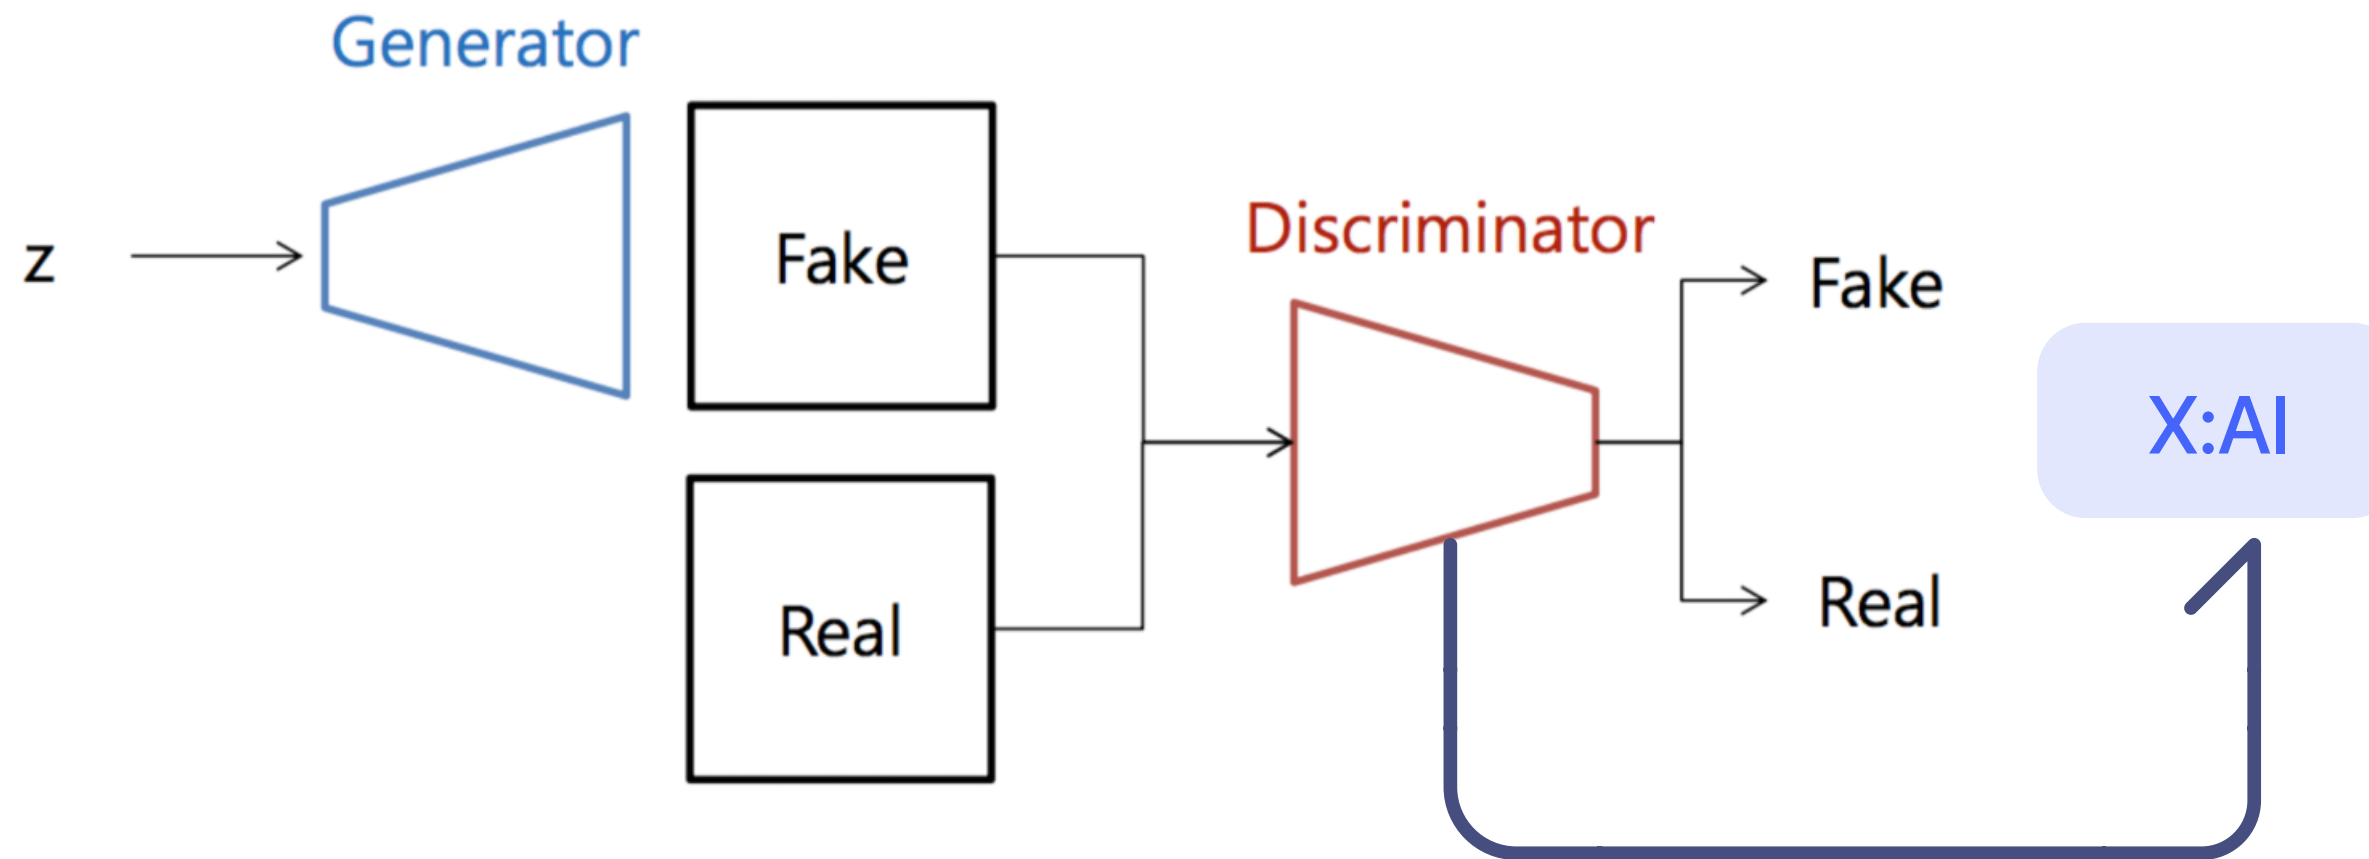 Generator
z
Fake
Real
Discriminator
Fake
Real
X:AI